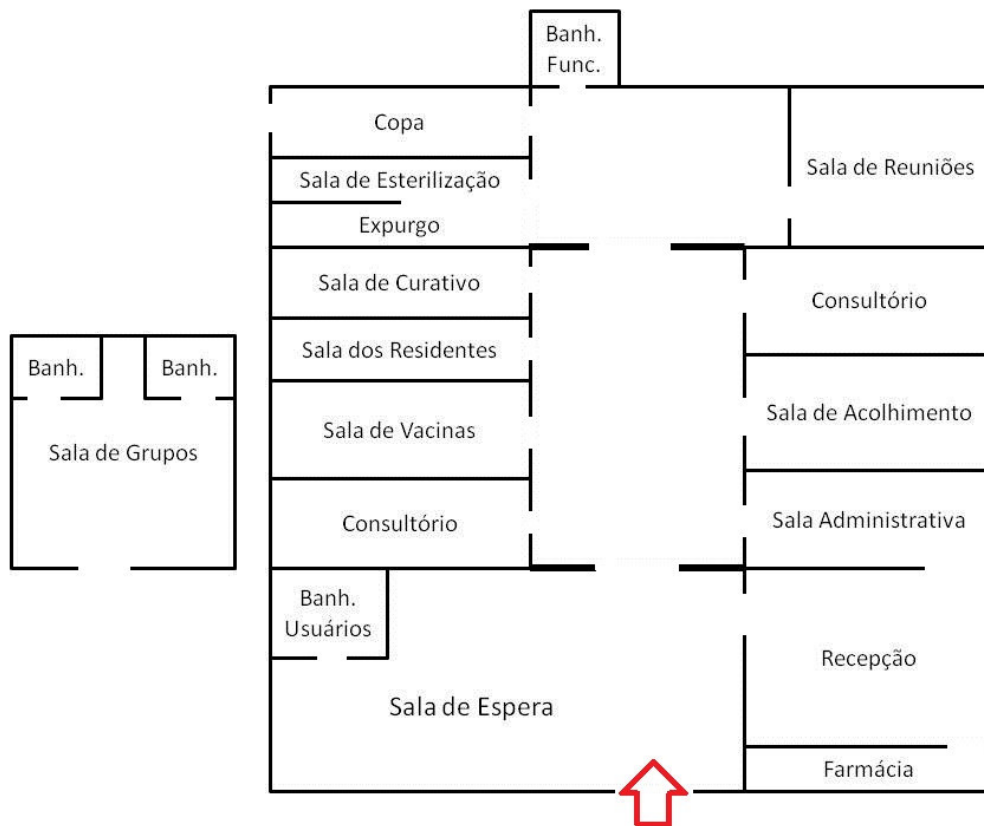 Banh.
Func.
Copa
Sala de Reuniões
Sala de Esterilização
Expurgo
Sala de Curativo
Consultório
Sala dos Residentes
Banh.
Banh.
Sala de Acolhimento
Sala de Vacinas
Sala de Grupos
Consultório
Sala Administrativa
Banh.
Usuários
Recepção
Sala de Espera
Farmácia